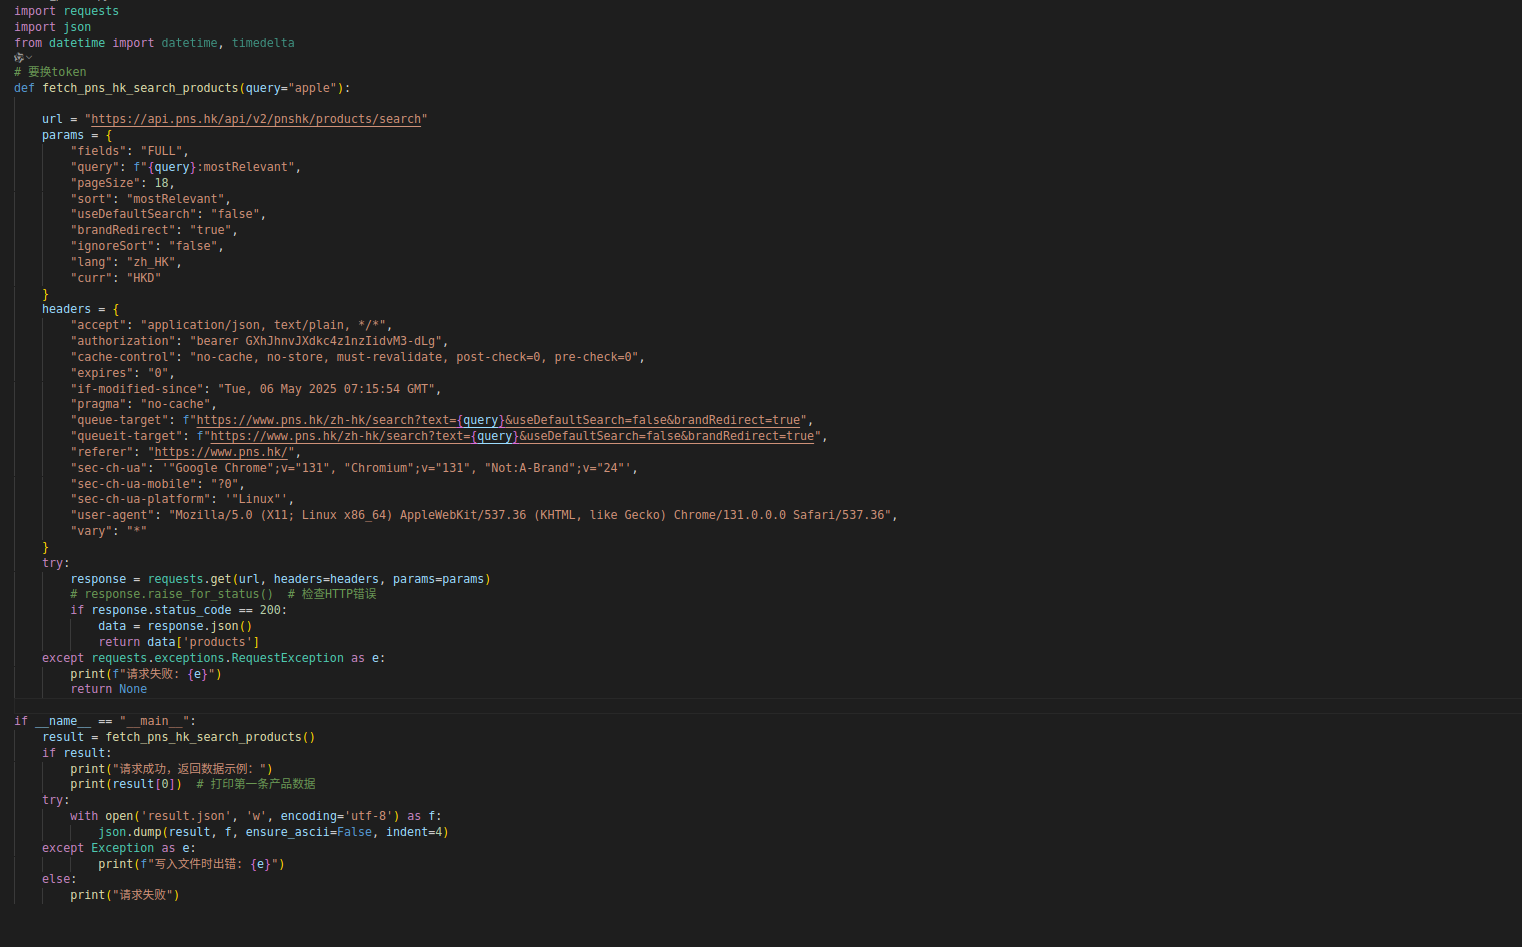 import requests
import json
from datetime import datetime, timedelta
# 要换token
def fetch_pns_hk_search_products(query="apple"):
    url = "https://api.pns.hk/api/v2/pnshk/products/search"
    params = {
        "fields": "FULL",
        "query": f"{query}:mostRelevant",
        "pageSize": 18,
        "sort": "mostRelevant",
        "useDefaultSearch": "false",
        "brandRedirect": "true",
        "ignoreSort": "false",
        "lang": "zh_HK",
        "curr": "HKD"
    }
    headers = {
        "accept": "application/json, text/plain, */*",
        "authorization": "bearer GXhJhnvJXdkc4z1nzIidvM3-dLg",
        "cache-control": "no-cache, no-store, must-revalidate, post-check=0, pre-check=0",
        "expires": "0",
        "if-modified-since": "Tue, 06 May 2025 07:15:54 GMT",
        "pragma": "no-cache",
        "queue-target": f"https://www.pns.hk/zh-hk/search?text={query}&useDefaultSearch=false&brandRedirect=true",
        "queueit-target": f"https://www.pns.hk/zh-hk/search?text={query}&useDefaultSearch=false&brandRedirect=true",
        "referer": "https://www.pns.hk/",
        "sec-ch-ua": '"Google Chrome";v="131", "Chromium";v="131", "Not:A-Brand";v="24"',
        "sec-ch-ua-mobile": "?0",
        "sec-ch-ua-platform": '"Linux"',
        "user-agent": "Mozilla/5.0 (X11; Linux x86_64) AppleWebKit/537.36 (KHTML, like Gecko) Chrome/131.0.0.0 Safari/537.36",
        "vary": "*"
    }
    try:
        response = requests.get(url, headers=headers, params=params)
        # response.raise_for_status()  # 检查HTTP错误
        if response.status_code == 200:
            data = response.json()
            return data['products']
    except requests.exceptions.RequestException as e:
        print(f"请求失败: {e}")
        return None
if __name__ == "__main__":
    result = fetch_pns_hk_search_products()
    if result:
        print("请求成功，返回数据示例：")
        print(result[0])  # 打印第一条产品数据
    try:
        with open('result.json', 'w', encoding='utf-8') as f:
            json.dump(result, f, ensure_ascii=False, indent=4)
    except Exception as e:
            print(f"写入文件时出错: {e}")
    else:
        print("请求失败")